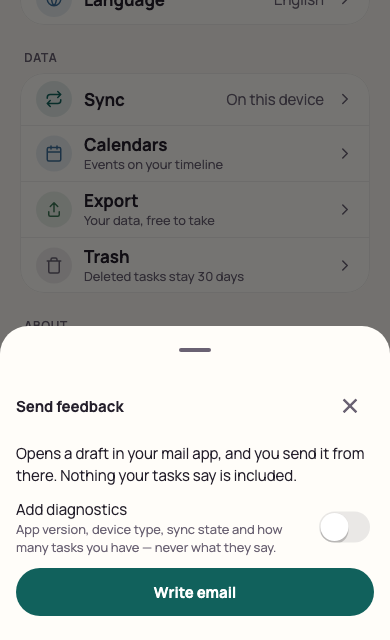 Language
English
DATA
Sync
On this device
Calendars
Events on your timeline
Export
Your data, free to take
Trash
Deleted tasks stay 30 days
ABOUT
Send feedback
Opens a draft in your mail app, and you send it from
there. Nothing your tasks say is included.
Add diagnostics
App version, device type, sync state and how
many tasks you have — never what they say.
Write email